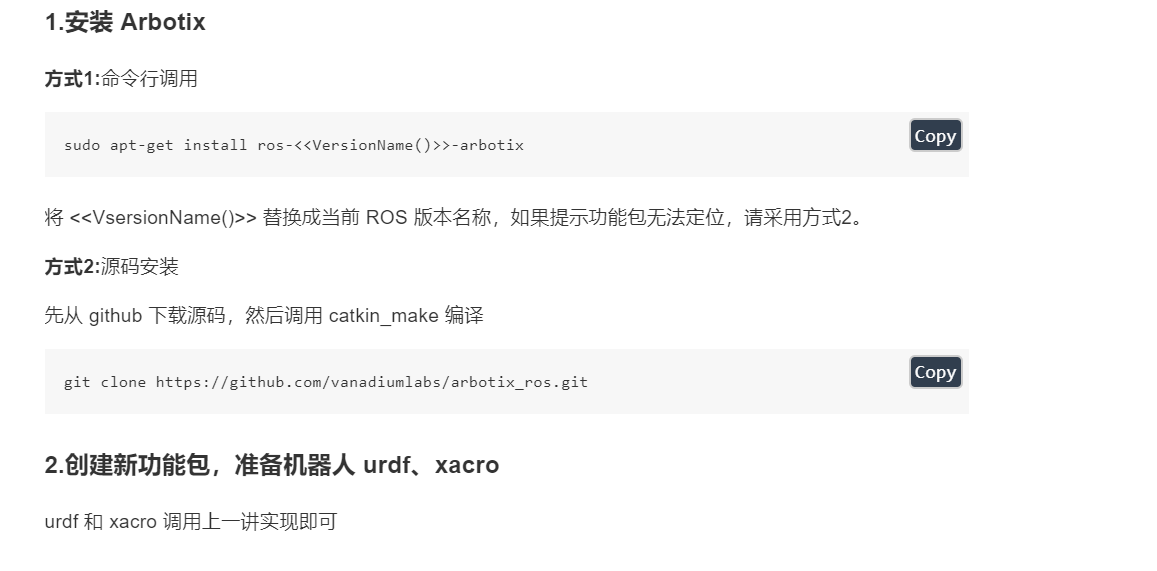 1.安装 Arbotix
方式1:命令行调用
sudo apt-get install ros-<<VersionName()>>-arbotix
Copy
将 <<VsersionName()>> 替换成当前 ROS 版本名称，如果提示功能包无法定位，请采用方式2。
方式2:源码安装
先从 github 下载源码，然后调用 catkin_make 编译
git clone https://github.com/vanadiumlabs/arbotix_ros.git
Copy
2.创建新功能包，准备机器人 urdf、xacro
urdf 和 xacro 调用上一讲实现即可